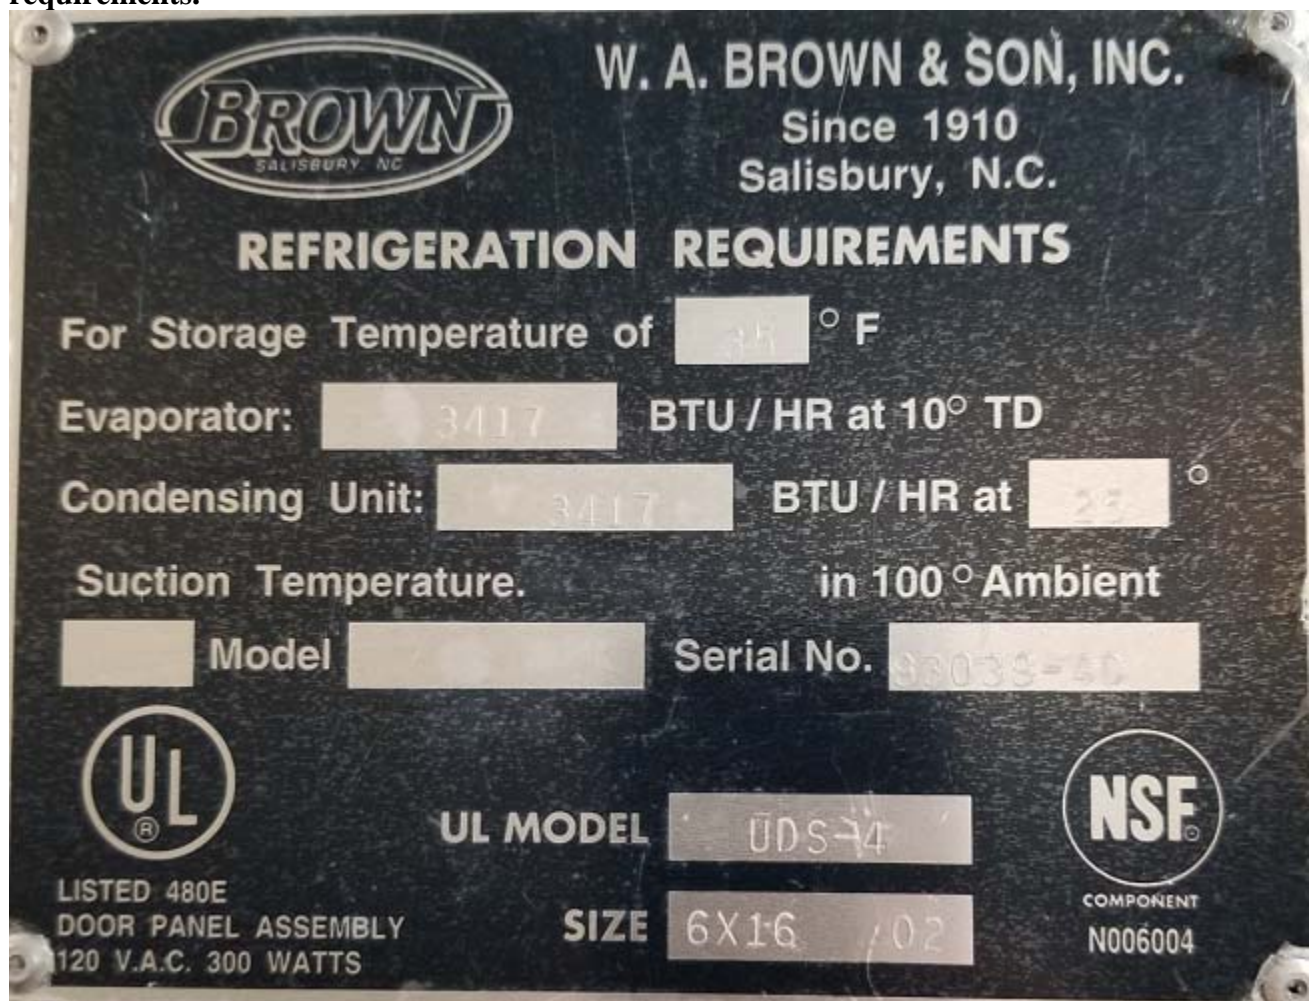 requirements.
BROWN
SALISBURY, NC
W. A. BROWN & SON, INC.
Since 1910
Salisbury, N.C.
REFRIGERATION REQUIREMENTS
For Storage Temperature of ° F
Evaporator: 3417 BTU / HR at 10° TD
Condensing Unit: 3417 BTU / HR at 25 °
Suction Temperature. in 100° Ambient
Model Serial No.
UL
®
UL MODEL UDS-4
NSF
®
LISTED 480E
DOOR PANEL ASSEMBLY
120 V.A.C. 300 WATTS
SIZE 6X16 /02
COMPONENT
N006004